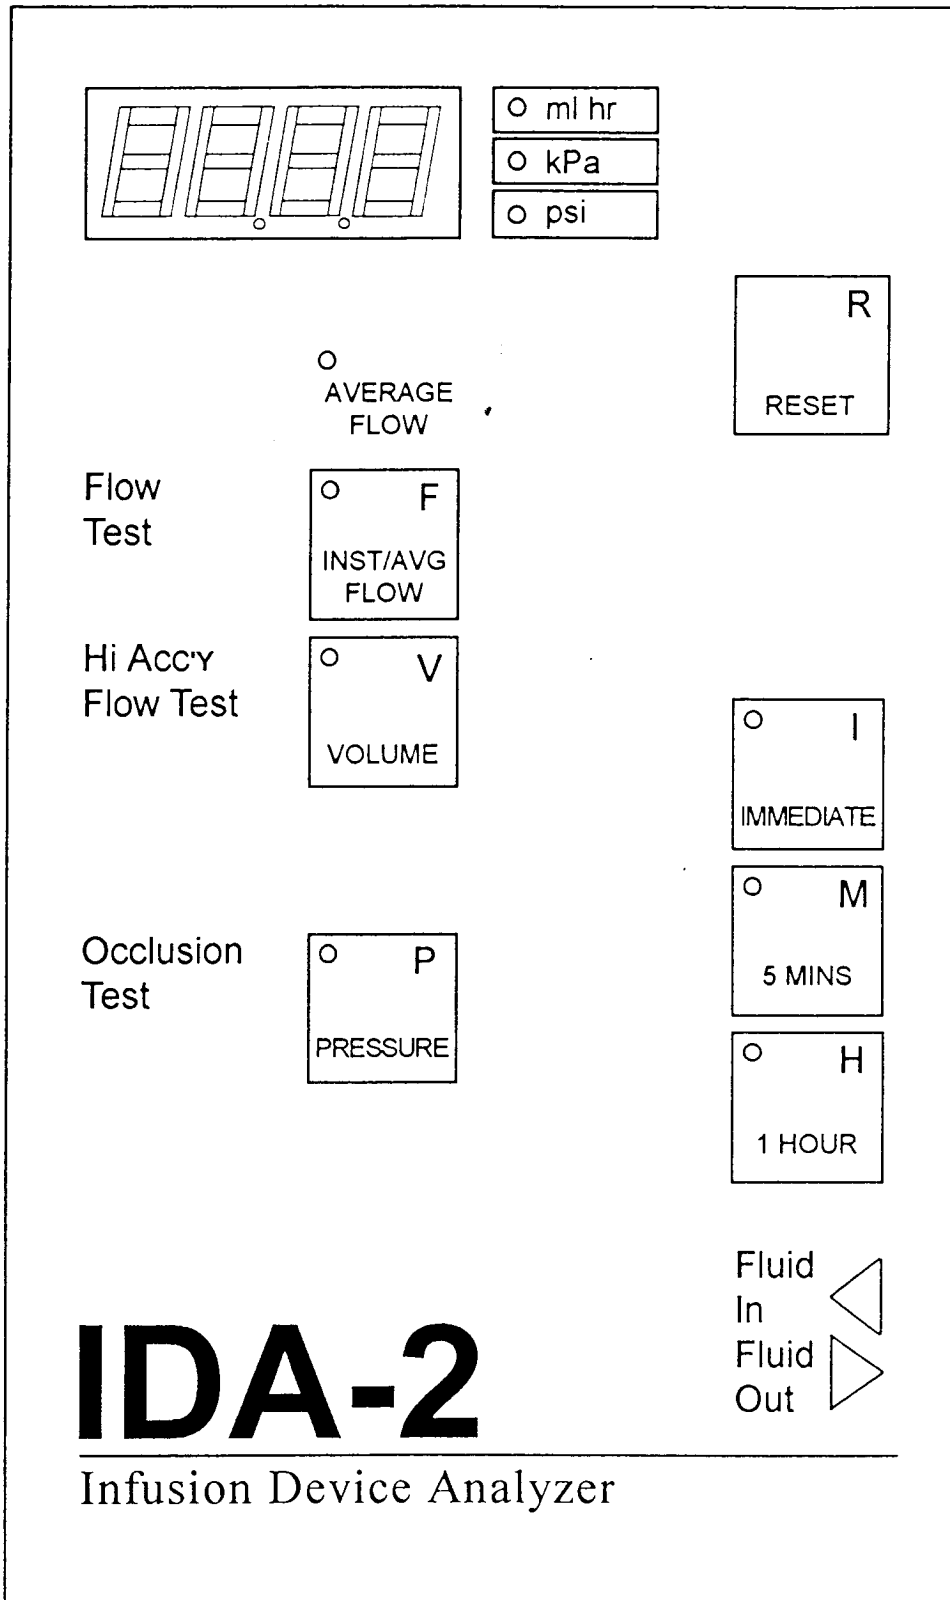 ml hr
kPa
psi
R
RESET
AVERAGE
FLOW
Flow
Test
F
INST/AVG
FLOW
Hi Acc'Y
Flow Test
V
VOLUME
I
IMMEDIATE
M
5 MINS
Occlusion
Test
P
PRESSURE
H
1 HOUR
Fluid
In
Fluid
Out
IDA-2
Infusion Device Analyzer